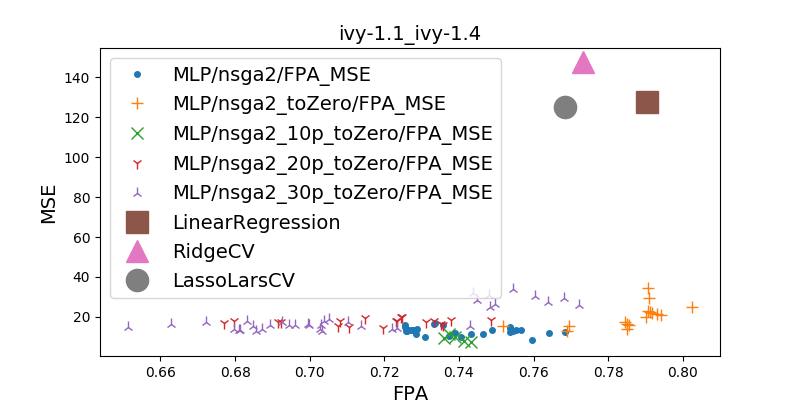 ivy-1.1_ivy-1.4
MSE
140
120
100
80
60
40
20
MLP/nsga2/FPA_MSE
MLP/nsga2_toZero/FPA_MSE
MLP/nsga2_10p_toZero/FPA_MSE
MLP/nsga2_20p_toZero/FPA_MSE
MLP/nsga2_30p_toZero/FPA_MSE
LinearRegression
RidgeCV
LassoLarsCV
0.66 0.68 0.70 0.72 0.74 0.76 0.78 0.80
FPA